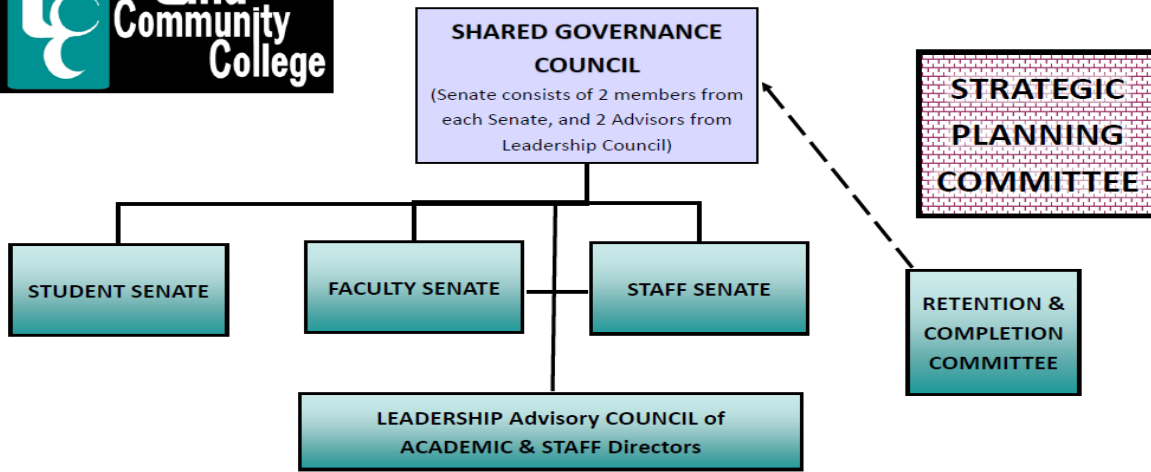 Community
College
SHARED GOVERNANCE
COUNCIL
(Senate consists of 2 members from
each Senate, and 2 Advisors from
Leadership Council)
STRATEGIC
PLANNING
COMMITTEE
STUDENT SENATE
FACULTY SENATE
STAFF SENATE
RETENTION &
COMPLETION
COMMITTEE
LEADERSHIP Advisory COUNCIL of
ACADEMIC & STAFF Directors